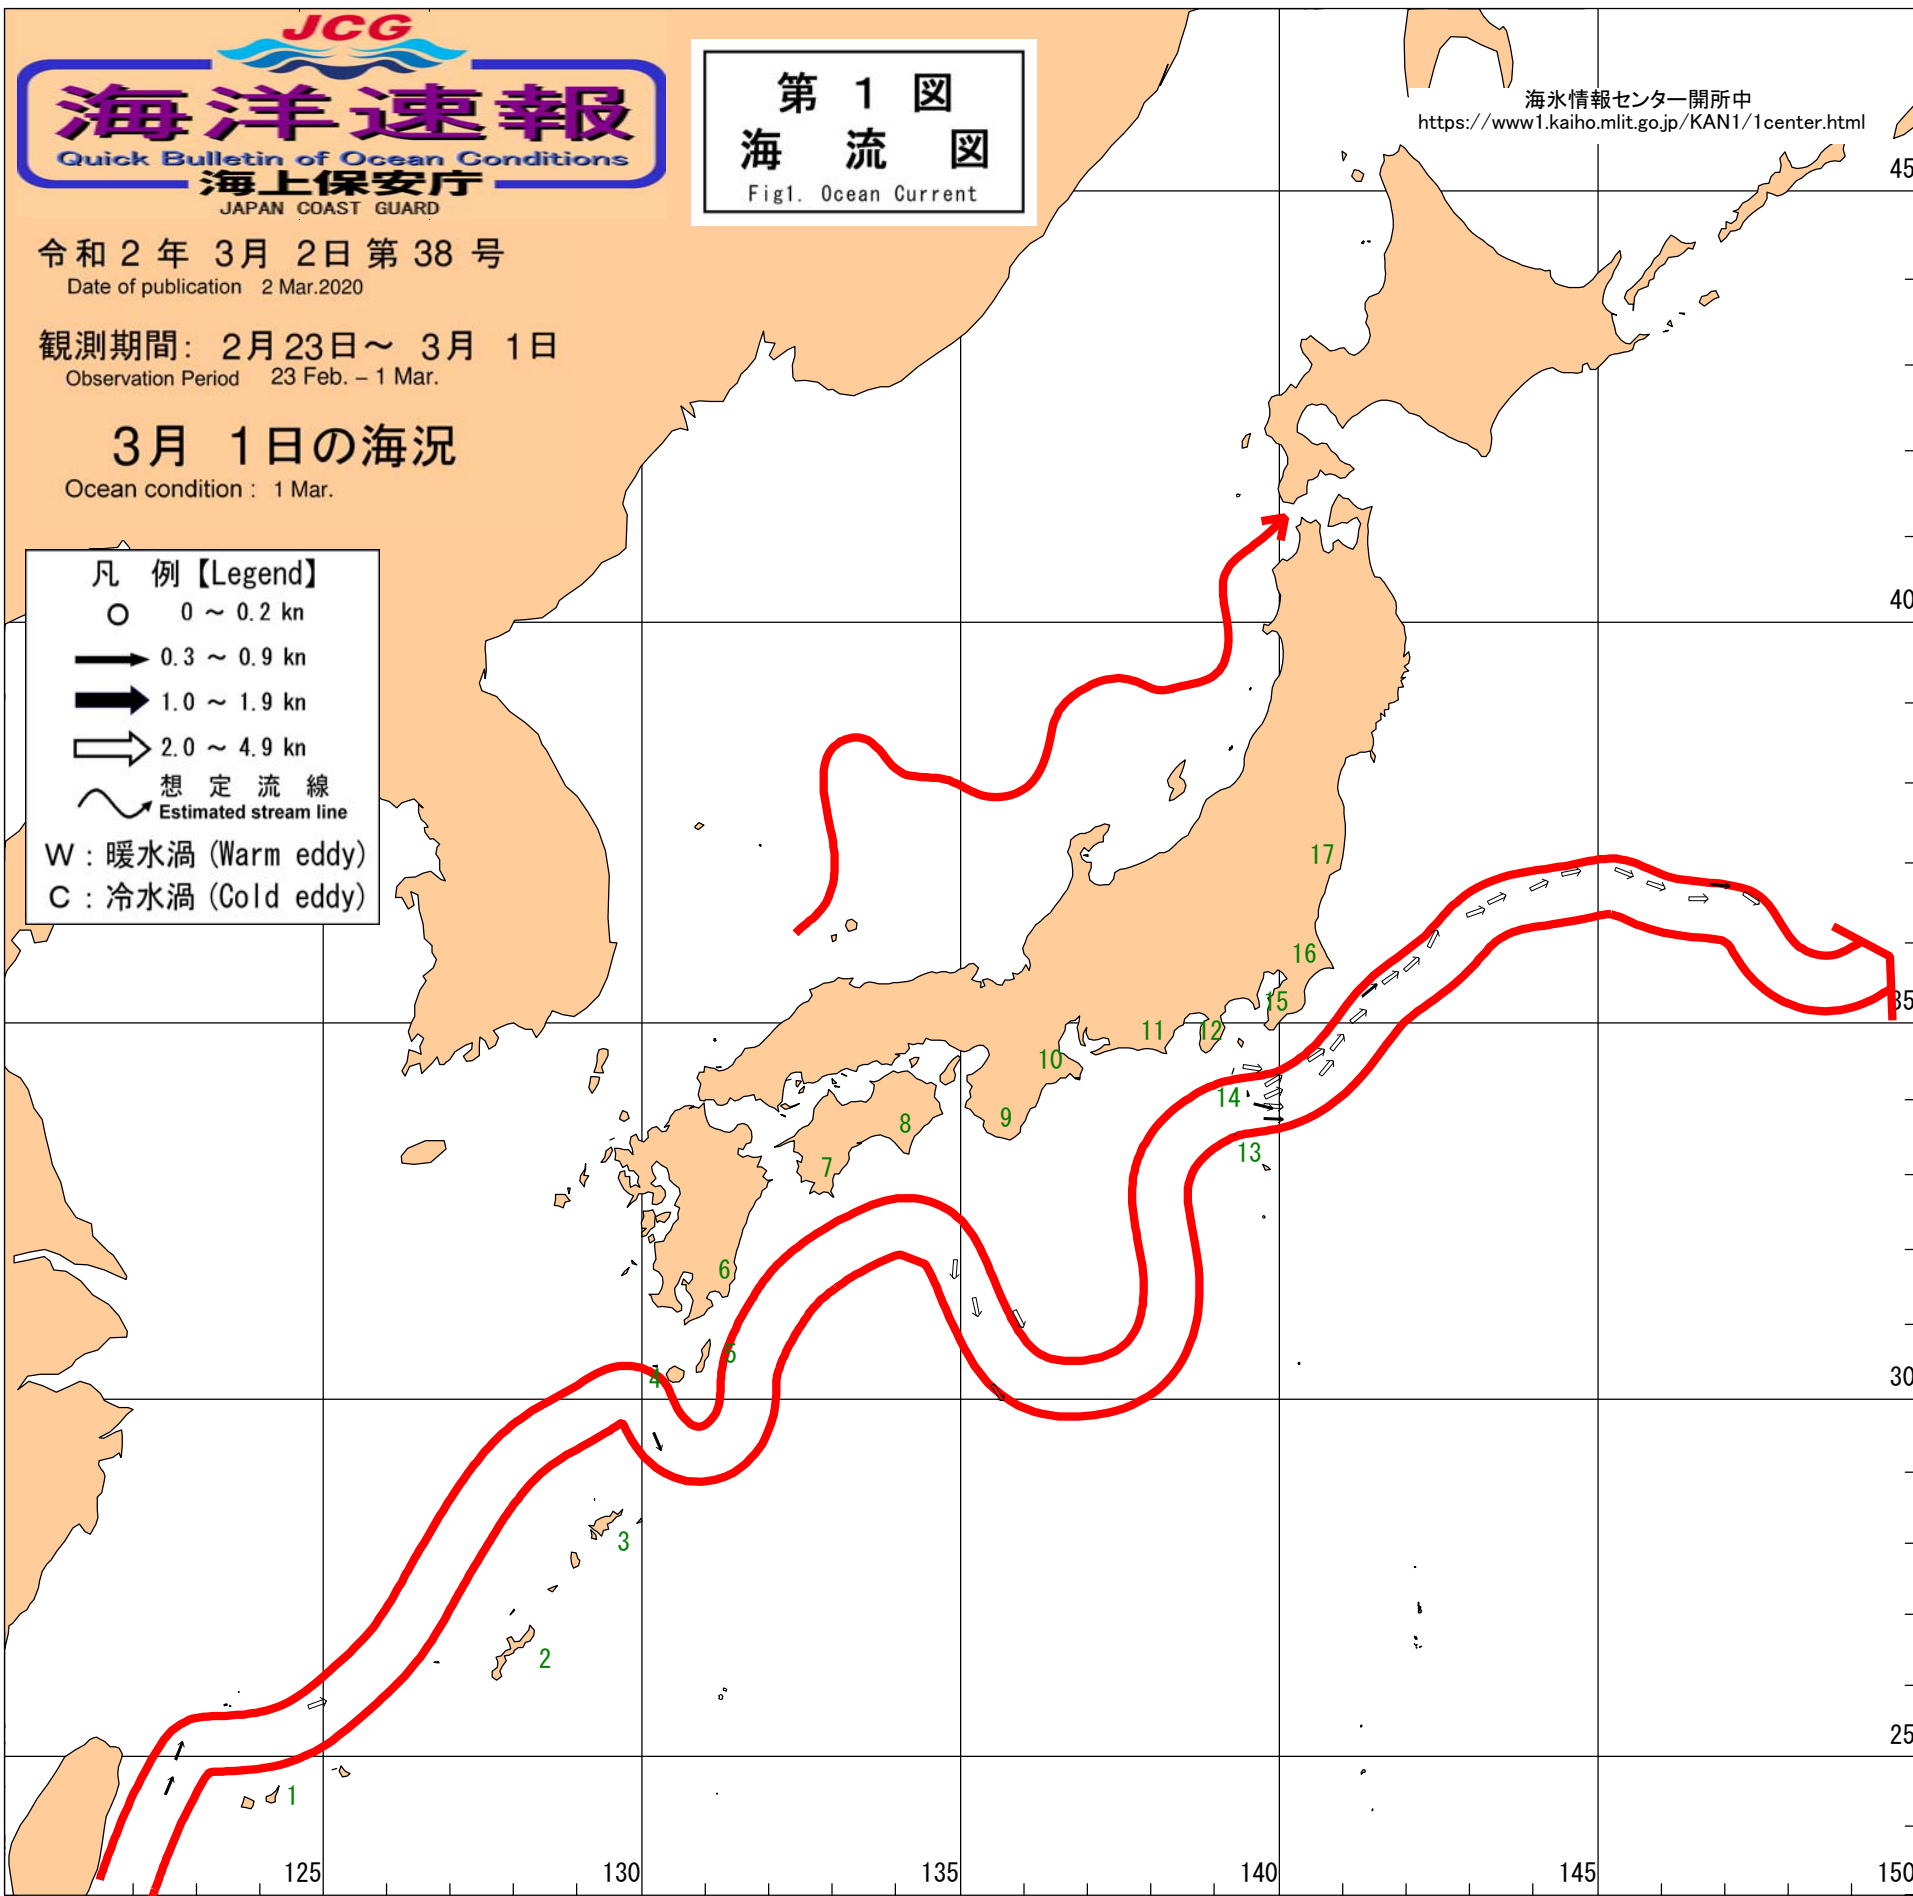 JCG
海洋速報
Quick Bulletin of Ocean Conditions
海上保安庁
JAPAN COAST GUARD
第 1 図
海 流 図
Fig1. Ocean Current
海氷情報センター開所中
https://www1.kaiho.mlit.go.jp/KAN1/1center.html
令和 2 年 3月 2日 第 38 号
Date of publication 2 Mar.2020
観測期間: 2月23日～ 3月 1日
Observation Period 23 Feb. – 1 Mar.
3月 1日の海況
Ocean condition : 1 Mar.
凡 例【Legend】
0 ～ 0.2 kn
0.3 ～ 0.9 kn
1.0 ～ 1.9 kn
2.0 ～ 4.9 kn
想 定 流 線
Estimated stream line
W : 暖水渦 (Warm eddy)
C : 冷水渦 (Cold eddy)
45
40
17
16
35
15
11
12
10
14
9
8
13
7
6
5
4
30
3
2
25
1
125
130
135
140
145
150